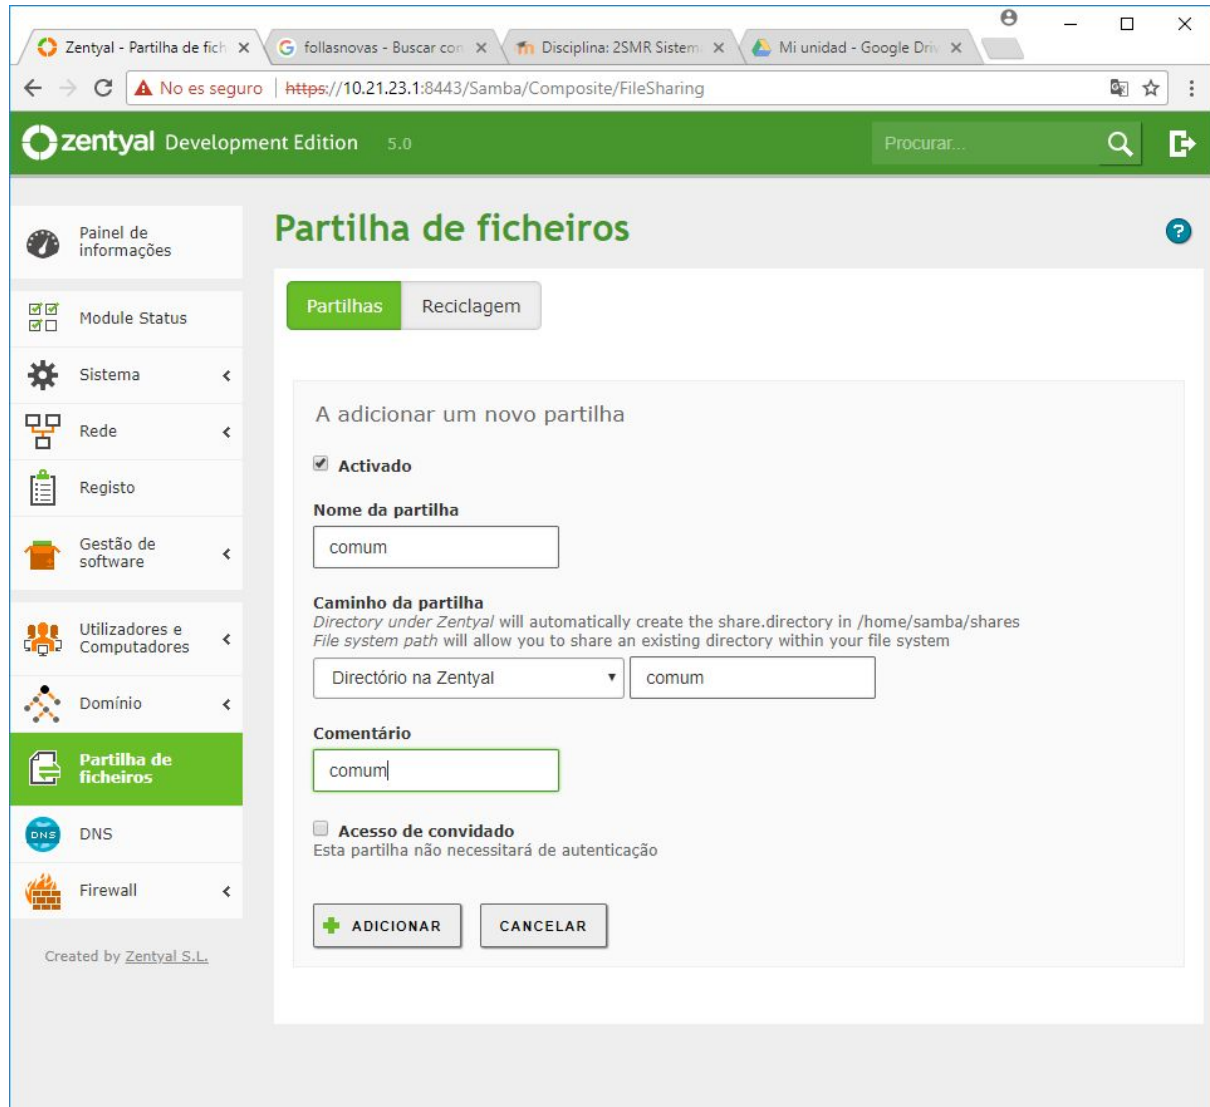 Zentyal - Partilha de fich
follasnovas - Buscar con
Disciplina: 2SMR Sistem
Mi unidad - Google Driv
No es seguro | https://10.21.23.1:8443/Samba/Composite/FileSharing
zentyal Development Edition 5.0
Procurar...
Painel de
informações
Module Status
Sistema
Rede
Registo
Gestão de
software
Utilizadores e
Computadores
Domínio
Partilha de
ficheiros
DNS
DNS
Firewall
Created by Zentyal S.L.
Partilha de ficheiros
?
Partilhas
Reciclagem
A adicionar um novo partilha
Activado
Nome da partilha
comum
Caminho da partilha
Directory under Zentyal will automatically create the share.directory in /home/samba/shares
File system path will allow you to share an existing directory within your file system
Directório na Zentyal
comum
Comentário
comum
Acesso de convidado
Esta partilha não necessitará de autenticação
ADICIONAR
CANCELAR